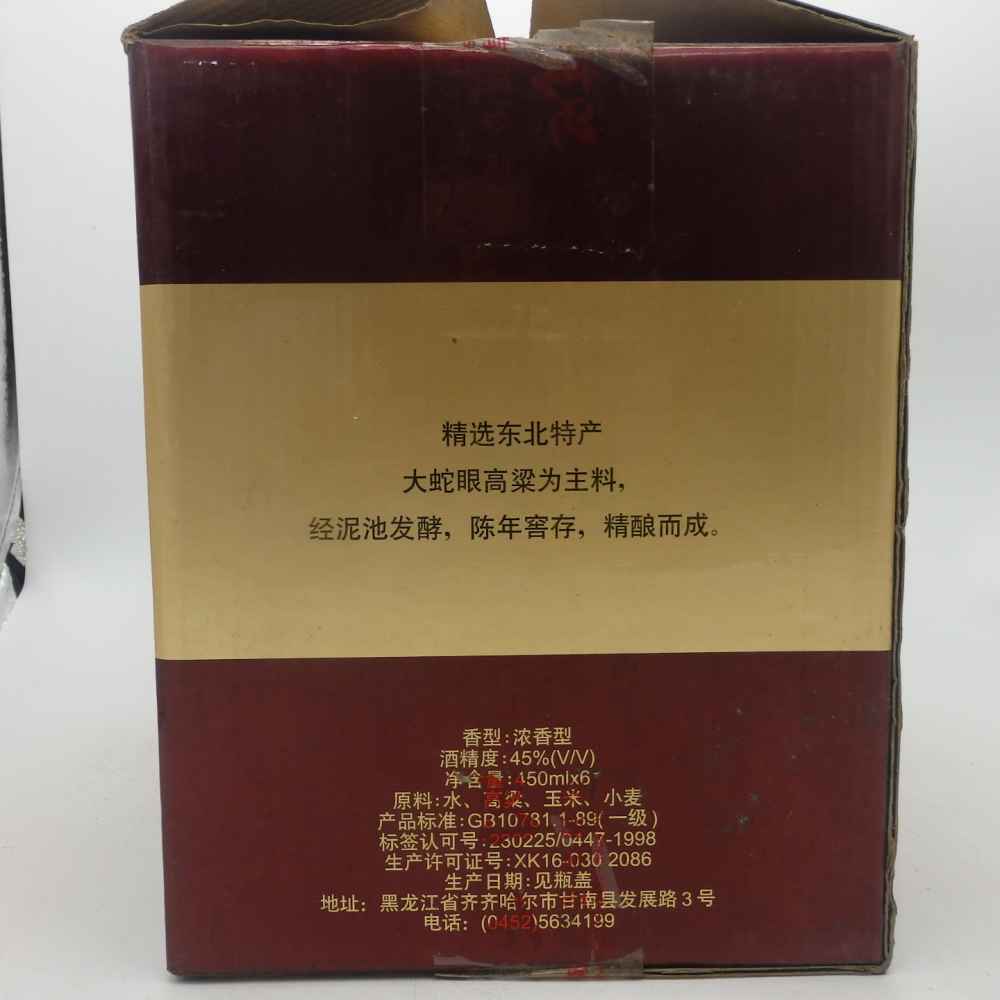 精选东北特产
大蛇眼高粱为主料，
经泥池发酵，陈年窖存，精酿而成。
香型：浓香型
酒精度：45%(V/V)
净含量：450mlx6
原料：水、高粱、玉米、小麦
产品标准：GB10781.1-89(一级)
标签认可号：230225/0447-1998
生产许可证号：XK16-030 2086
生产日期：见瓶盖
地址：黑龙江省齐齐哈尔市甘南县发展路3号
电话：(0452)5634199